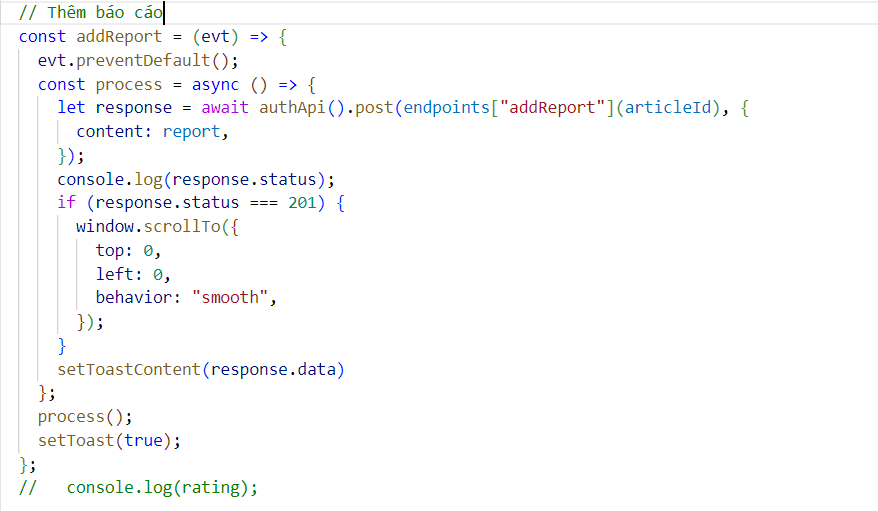 // Thêm báo cáo
const addReport = (evt) => {
evt.preventDefault();
const process = async () => {
let response = await authApi().post(endpoints["addReport"](articleId), {
content: report,
});
console.log(response.status);
if (response.status === 201) {
window.scrollTo({
top: 0,
left: 0,
behavior: "smooth",
});
}
setToastContent(response.data)
};
process();
setToast(true);
};
//   console.log(rating);